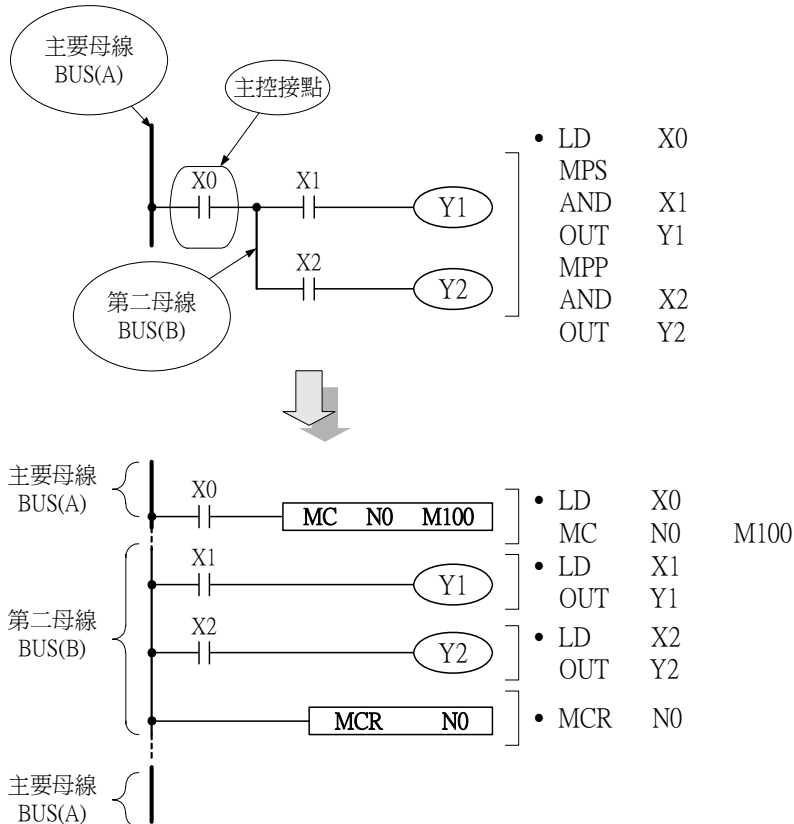 主要母線
BUS(A)
主控接點
X0
X1
Y1
X2
Y2
第二母線
BUS(B)
• LD X0
MPS
AND X1
OUT Y1
MPP
AND X2
OUT Y2
主要母線
BUS(A)
X0
MC N0 M100
• LD X0
MC N0 M100
第二母線
BUS(B)
X1
Y1
• LD X1
OUT Y1
X2
Y2
• LD X2
OUT Y2
MCR N0
• MCR N0
主要母線
BUS(A)